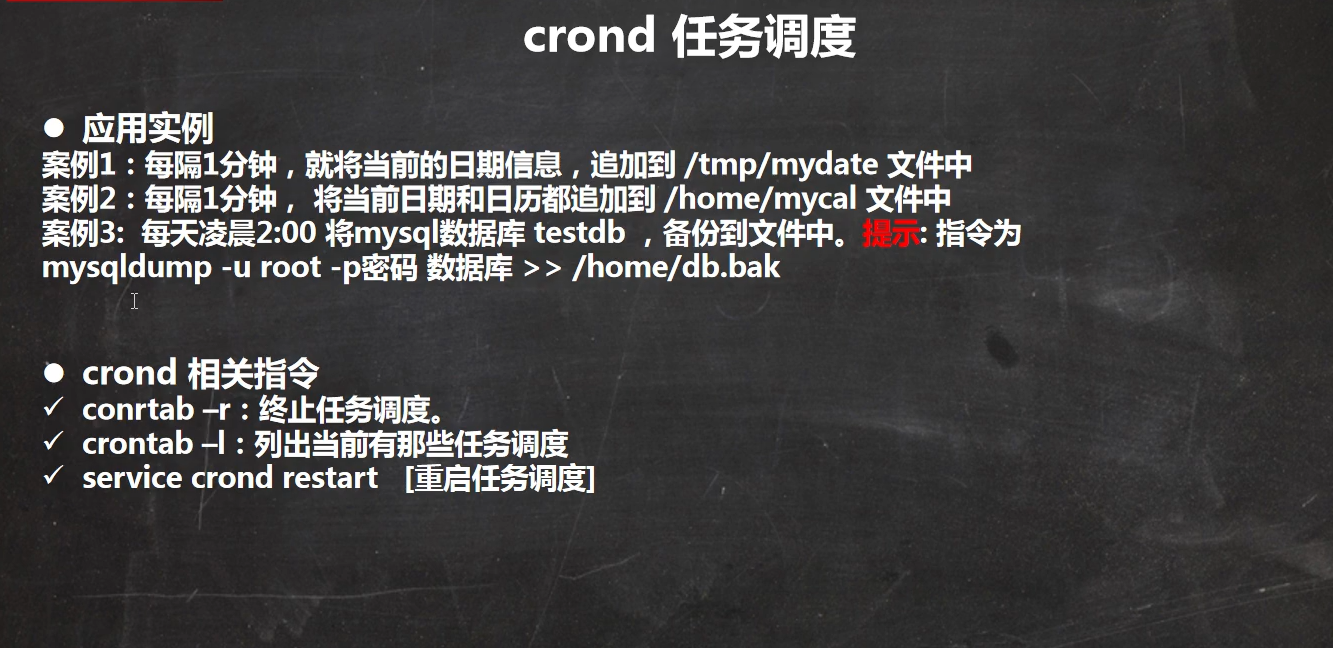 crond 任务调度
● 应用实例
案例1：每隔1分钟，就将当前的日期信息，追加到 /tmp/mydate 文件中
案例2：每隔1分钟， 将当前日期和日历都追加到 /home/mycal 文件中
案例3: 每天凌晨2:00 将mysql数据库 testdb ，备份到文件中。提示: 指令为
mysqldump -u root -p密码 数据库 >> /home/db.bak
● crond 相关指令
✓ conrtab –r：终止任务调度。
✓ crontab –l：列出当前有那些任务调度
✓ service crond restart [重启任务调度]